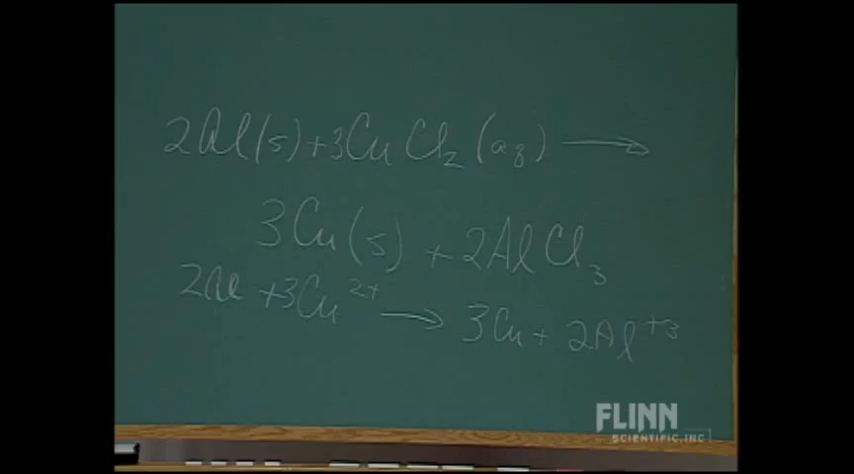 2Al(s) + 3CuCl₂ (aq) →
3Cu(s) + 2AlCl₃
2Al + 3Cu²⁺ → 3Cu + 2Al⁺³
FLINN
SCIENTIFIC, INC